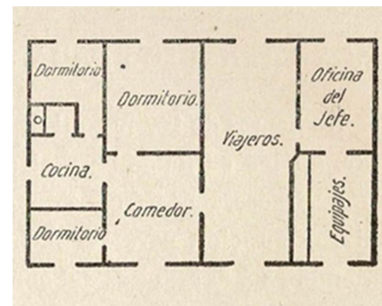 Dormitorio.
Dormitorio.
Oficina
del
Jefe.
Viajeros.
Cocina.
Comedor.
Equipajes.
Dormitorio